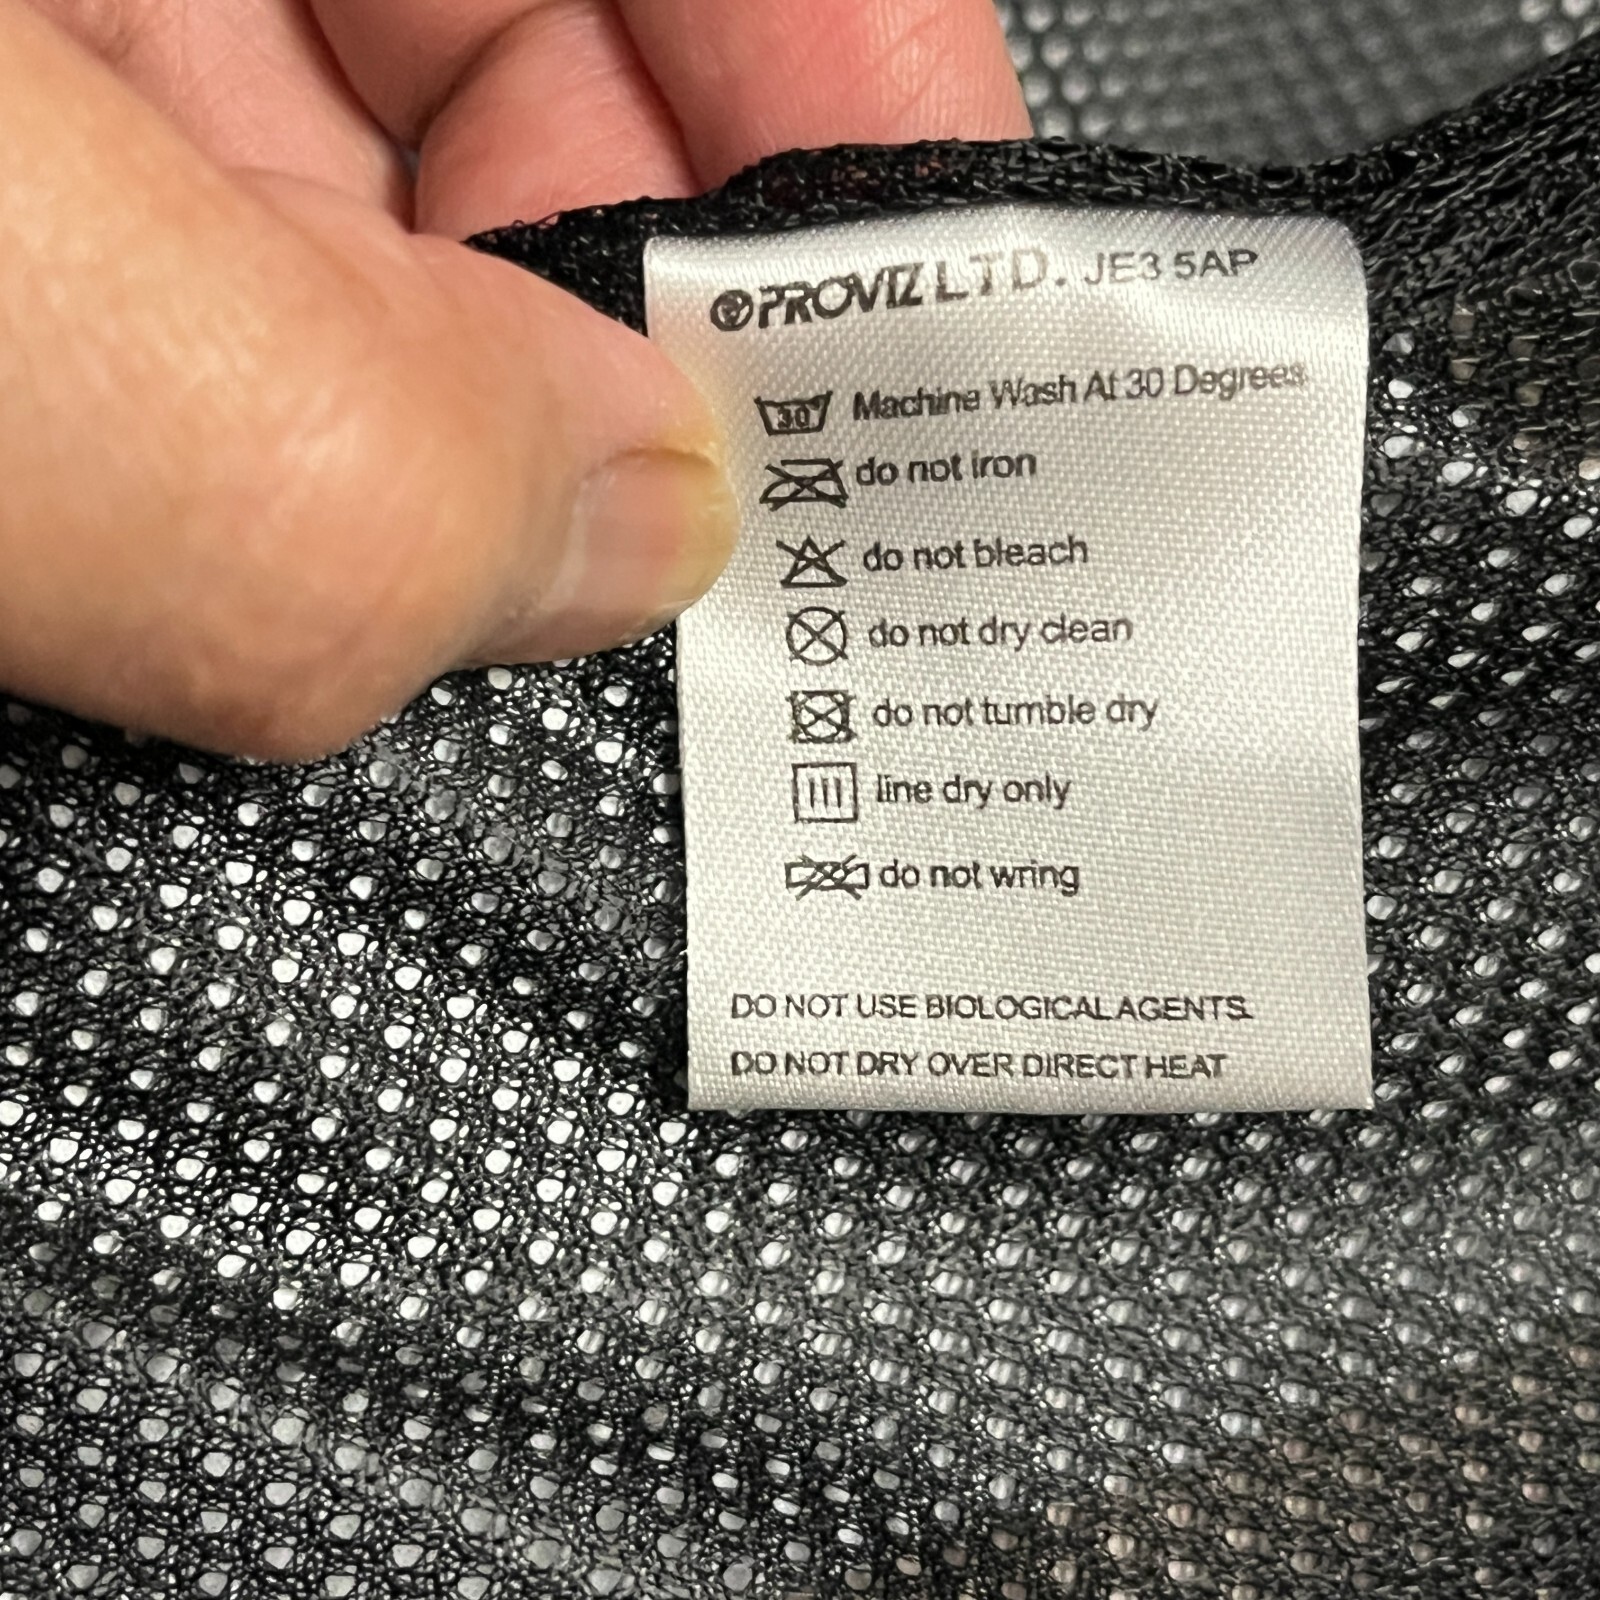 PROVIZ LTD. JE3 5AP
30 Machine Wash At 30 Degrees
do not iron
do not bleach
do not dry clean
do not tumble dry
line dry only
do not wring
DO NOT USE BIOLOGICAL AGENTS.
DO NOT DRY OVER DIRECT HEAT